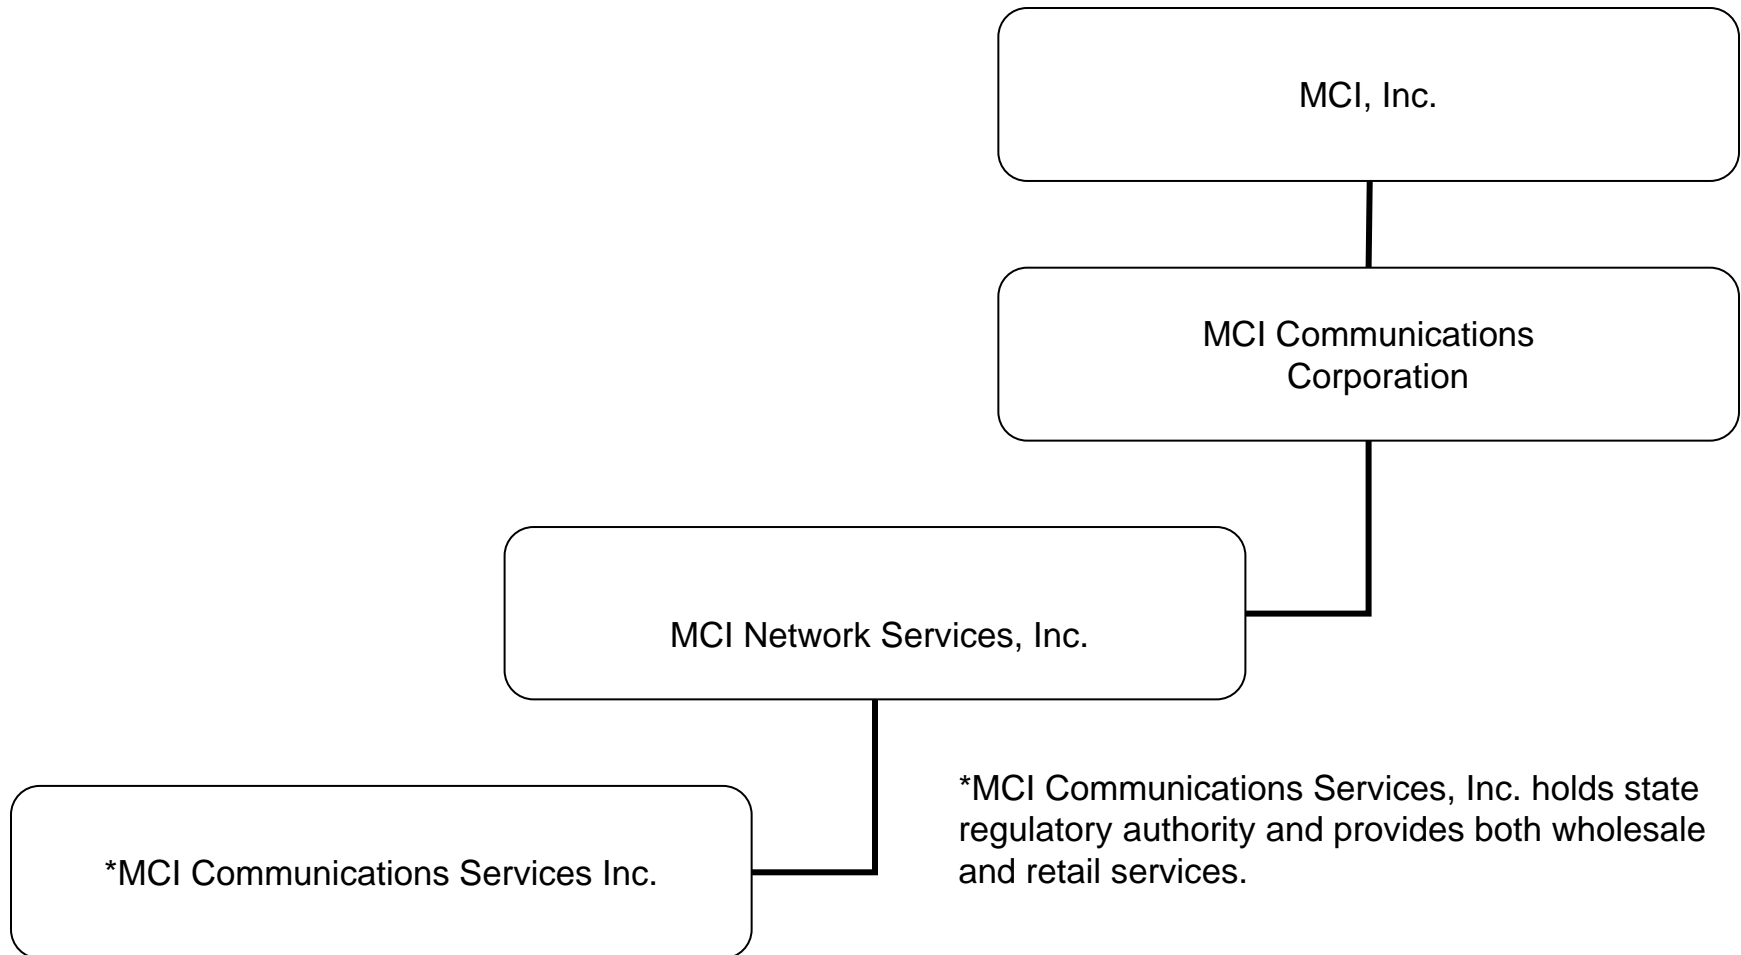 MCI, Inc.
MCI Communications
Corporation
MCI Network Services, Inc.
*MCI Communications Services, Inc. holds state
regulatory authority and provides both wholesale
and retail services.
*MCI Communications Services Inc.